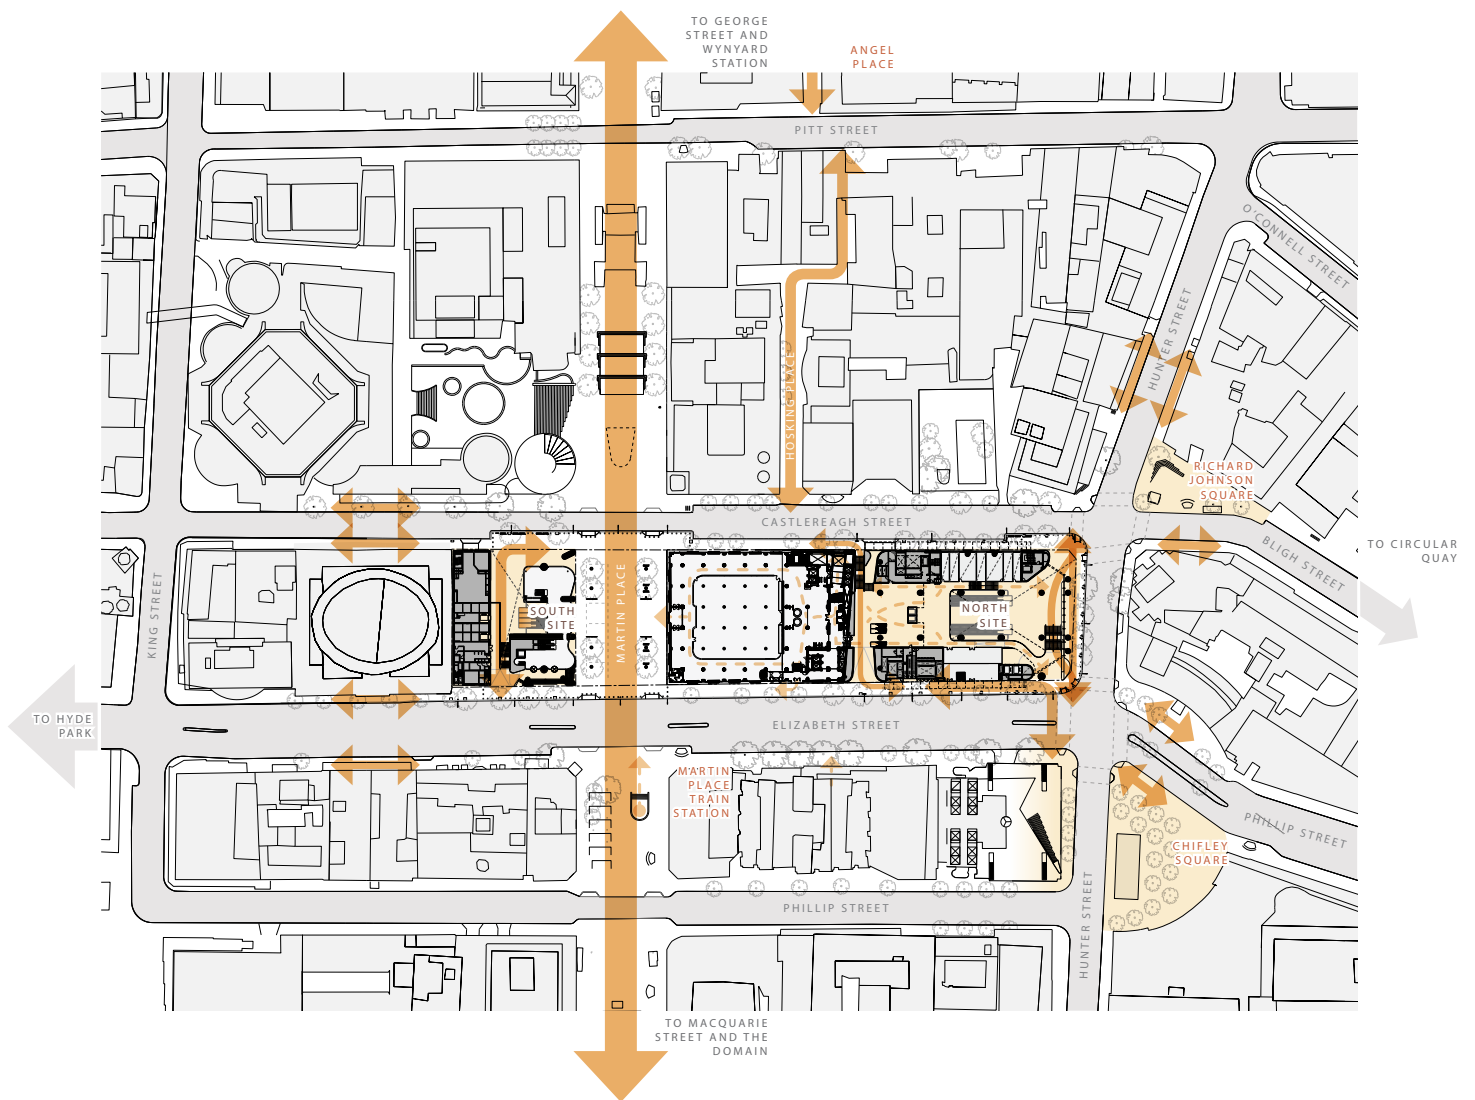 TO GEORGE
STREET AND
WYNYARD
STATION
ANGEL
PLACE
PITT STREET
O'CONNELL STREET
HUNTER STREET
HOSKING PLACE
RICHARD
JOHNSON
SQUARE
CASTLEREAGH STREET
BLIGH STREET
TO CIRCULAR
QUAY
KING STREET
SOUTH
SITE
MARTIN PLACE
NORTH
SITE
TO HYDE
PARK
ELIZABETH STREET
MARTIN
PLACE
TRAIN
STATION
PHILLIP STREET
CHIFLEY
SQUARE
PHILLIP STREET
HUNTER STREET
TO MACQUARIE
STREET AND THE
DOMAIN